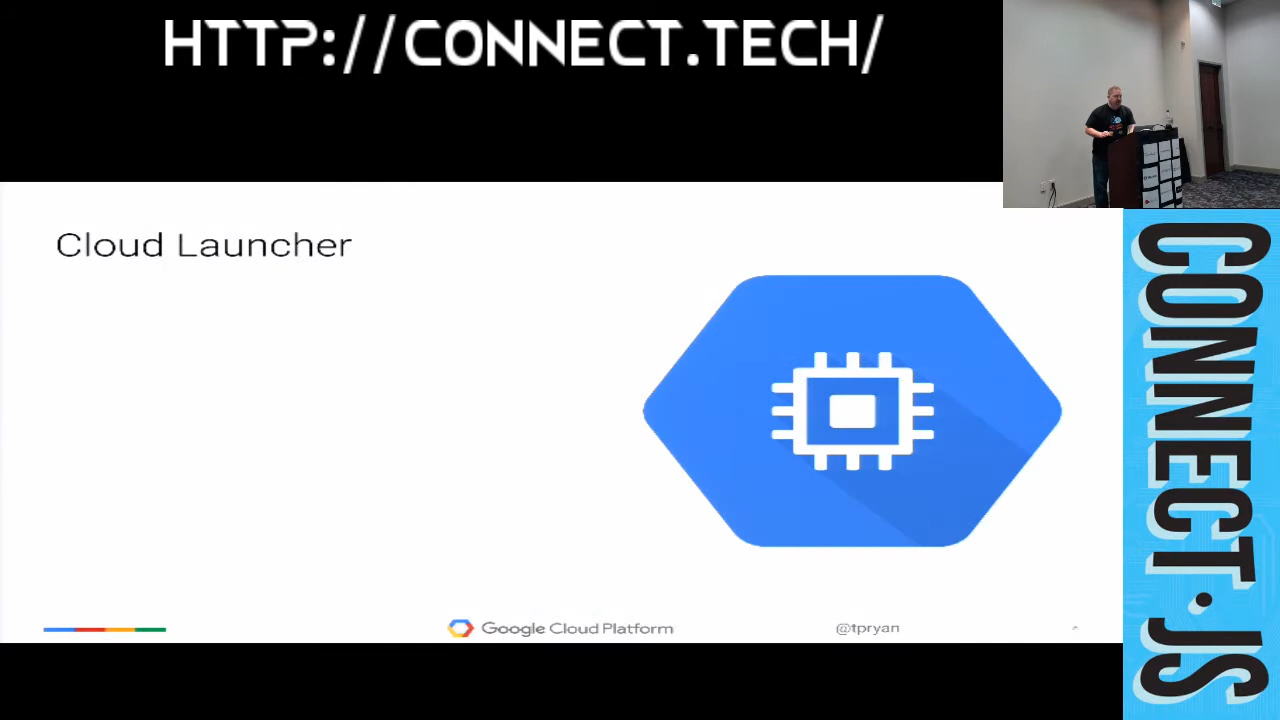 HTTP://CONNECT.TECH/
Cloud Launcher
Google Cloud Platform
@tpryan
CONNECT.JS